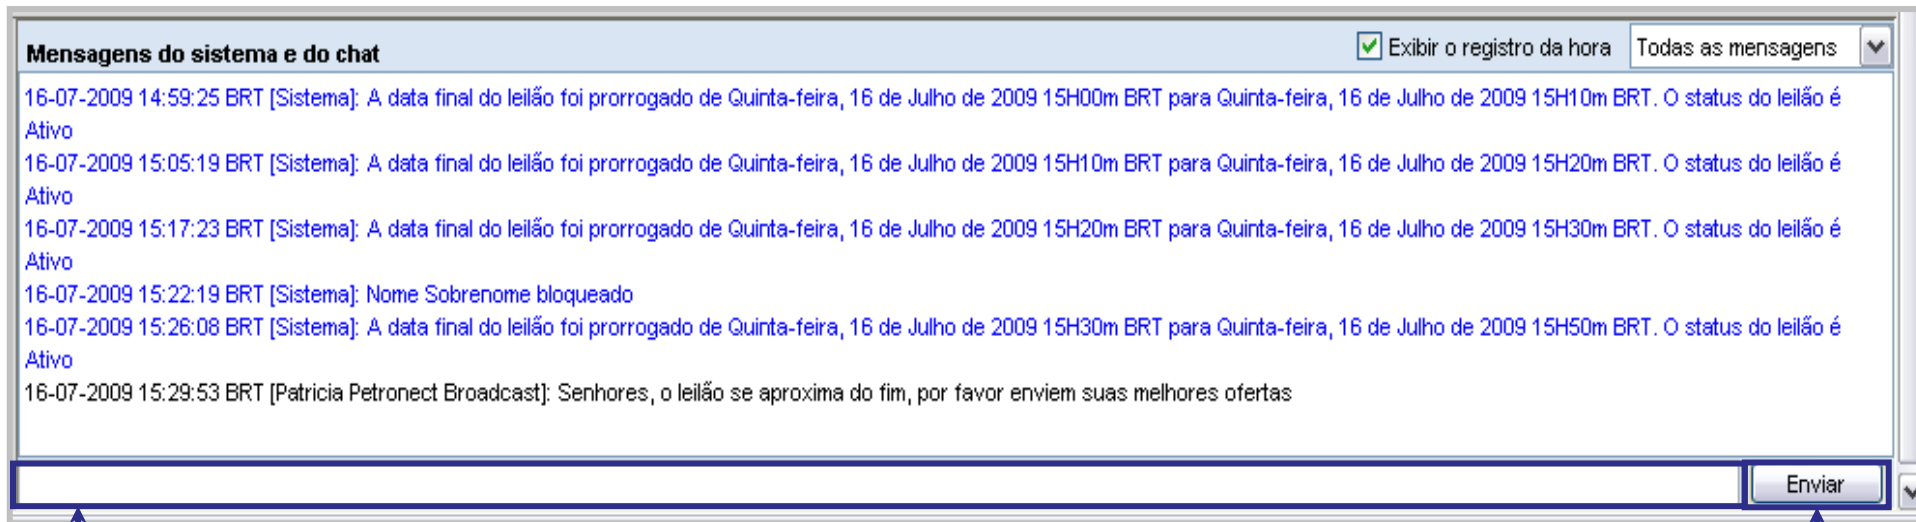 Mensagens do sistema e do chat
Exibir o registro da hora
Todas as mensagens
16-07-2009 14:59:25 BRT [Sistema]: A data final do leilão foi prorrogado de Quinta-feira, 16 de Julho de 2009 15H00m BRT para Quinta-feira, 16 de Julho de 2009 15H10m BRT. O status do leilão é
Ativo
16-07-2009 15:05:19 BRT [Sistema]: A data final do leilão foi prorrogado de Quinta-feira, 16 de Julho de 2009 15H10m BRT para Quinta-feira, 16 de Julho de 2009 15H20m BRT. O status do leilão é
Ativo
16-07-2009 15:17:23 BRT [Sistema]: A data final do leilão foi prorrogado de Quinta-feira, 16 de Julho de 2009 15H20m BRT para Quinta-feira, 16 de Julho de 2009 15H30m BRT. O status do leilão é
Ativo
16-07-2009 15:22:19 BRT [Sistema]: Nome Sobrenome bloqueado
16-07-2009 15:26:08 BRT [Sistema]: A data final do leilão foi prorrogado de Quinta-feira, 16 de Julho de 2009 15H30m BRT para Quinta-feira, 16 de Julho de 2009 15H50m BRT. O status do leilão é
Ativo
16-07-2009 15:29:53 BRT [Patricia Petronect Broadcast]: Senhores, o leilão se aproxima do fim, por favor enviem suas melhores ofertas
Enviar